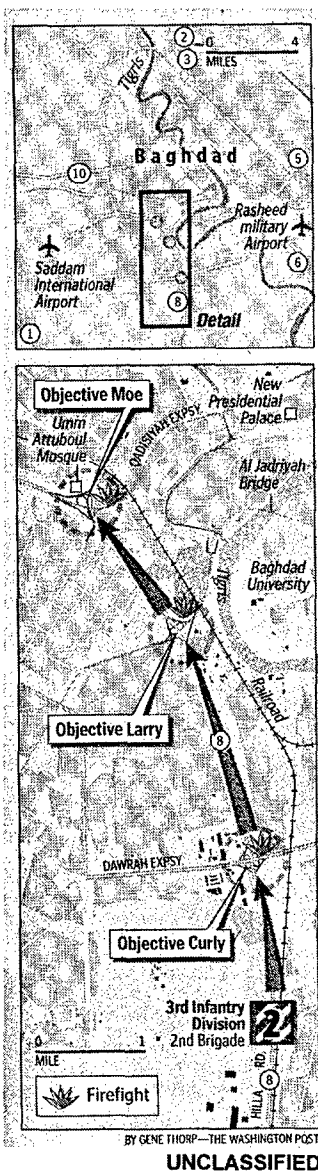 2
0 4
3
MILES
Tigris
Baghdad
5
10
Rasheed
military
Airport
6
Saddam
International
Airport
8
Detail
1
Objective Moe
New
Presidential
Palace
Umm
Attuboul
Mosque
QADISIYAH EXPSY
Al Jadriyah
Bridge
Tigris
Baghdad
University
Objective Larry
Railroad
8
DAWRAH EXPSY
Objective Curly
3rd Infantry
Division
2nd Brigade
2
0 1
MILE
HILLA RD.
8
Firefight
BY GENE THORP—THE WASHINGTON POST
UNCLASSIFIED